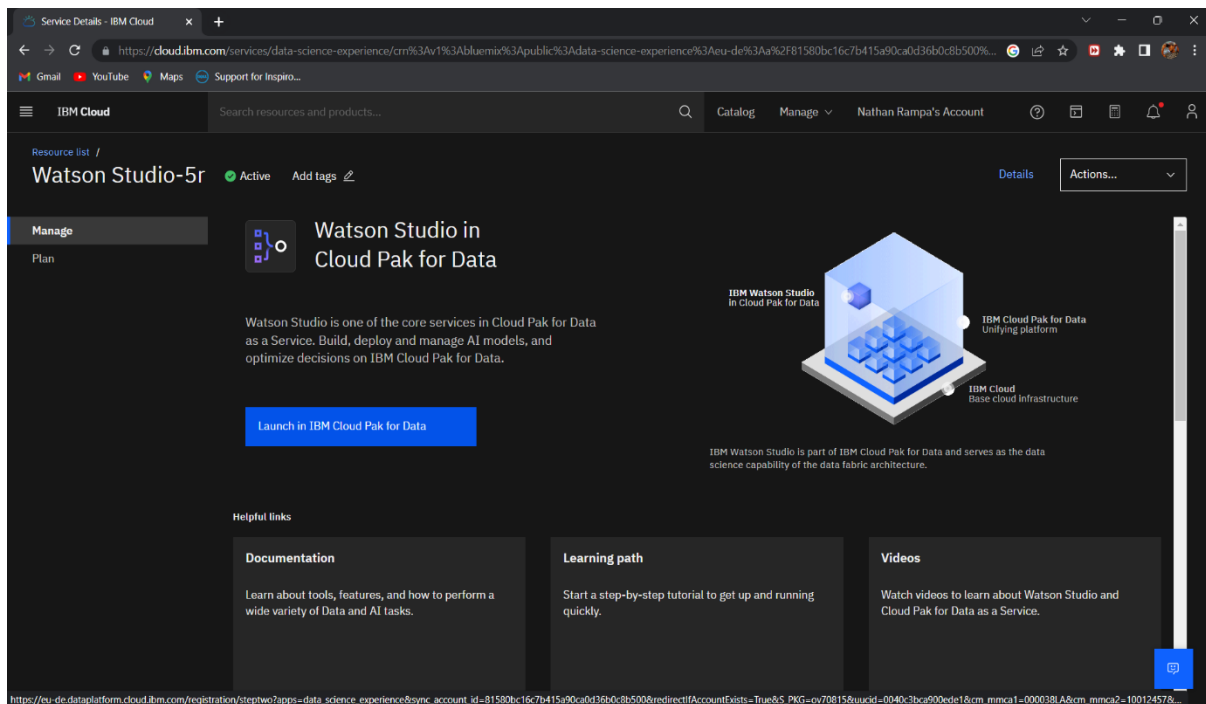 Service Details - IBM Cloud
https://cloud.ibm.com/services/data-science-experience/crn%3Av1%3Abluemix%3Apublic%3Adata-science-experience%3Aeu-de%3Aa%2F81580bc16c7b415a90ca0d36b0c8b500%...
Gmail YouTube Maps Support for Inspiro...
IBM Cloud Search resources and products... Catalog Manage Nathan Rampa's Account
Resource list /
Watson Studio-5r Active Add tags Details Actions...
Manage
Plan
Watson Studio in
Cloud Pak for Data
Watson Studio is one of the core services in Cloud Pak for Data
as a Service. Build, deploy and manage AI models, and
optimize decisions on IBM Cloud Pak for Data.
Launch in IBM Cloud Pak for Data
IBM Watson Studio
in Cloud Pak for Data
IBM Cloud Pak for Data
Unifying platform
IBM Cloud
Base cloud infrastructure
IBM Watson Studio is part of IBM Cloud Pak for Data and serves as the data
science capability of the data fabric architecture.
Helpful links
Documentation
Learn about tools, features, and how to perform a
wide variety of Data and AI tasks.
Learning path
Start a step-by-step tutorial to get up and running
quickly.
Videos
Watch videos to learn about Watson Studio and
Cloud Pak for Data as a Service.
https://eu-de.dataplatform.cloud.ibm.com/registration/steptwo?apps=data_science_experience&sync_account_id=81580bc16c7b415a90ca0d36b0c8b500&redirectIfAccountExists=True&S_PKG=ov70815&uucid=0040c3bca900ede1&cm_mmca1=000038LA&cm_mmca2=10012457&...